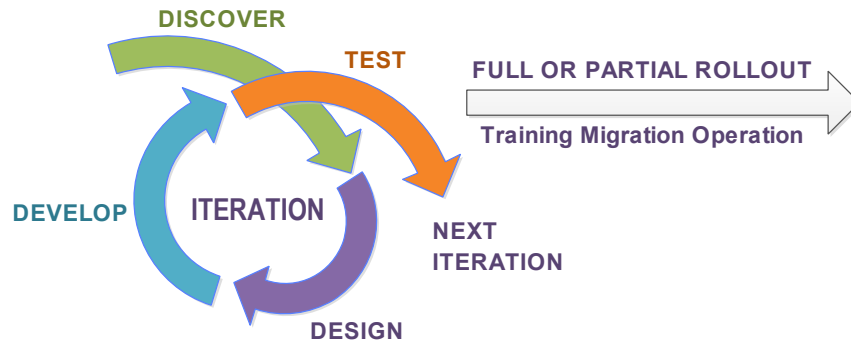 DISCOVER
TEST
FULL OR PARTIAL ROLLOUT
Training Migration Operation
DEVELOP
ITERATION
NEXT
ITERATION
DESIGN